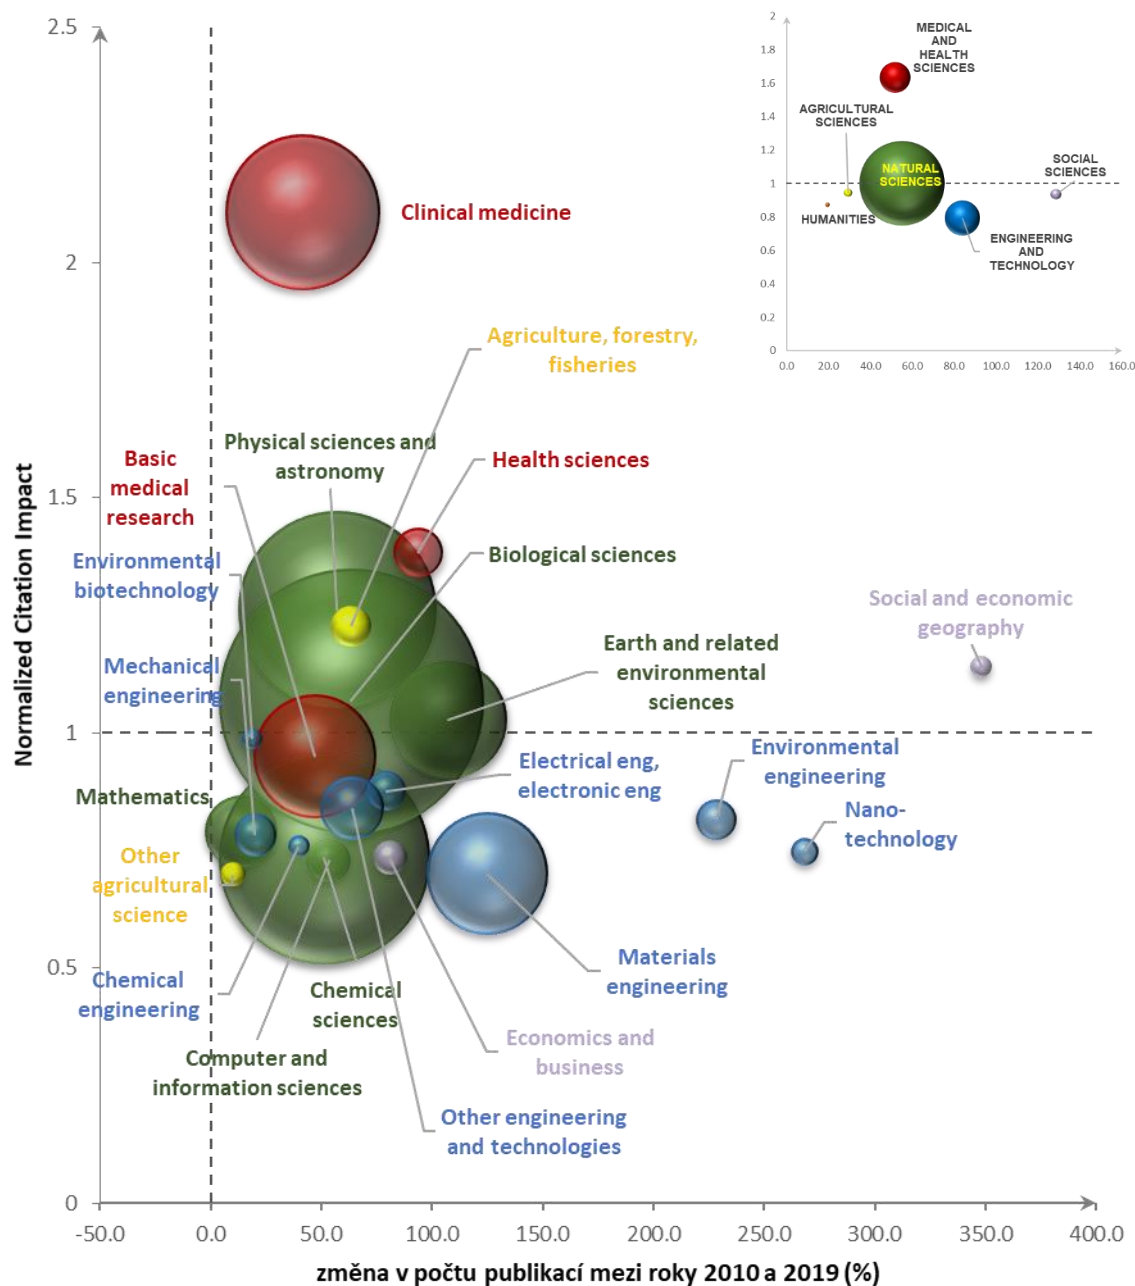 2.5
2
1.5
1
0.5
0
-50.0
0.0
50.0
100.0
150.0
200.0
250.0
300.0
350.0
400.0
Normalized Citation Impact
změna v počtu publikací mezi roky 2010 a 2019 (%)
Clinical medicine
Agriculture, forestry,
fisheries
Physical sciences and
astronomy
Basic
medical
research
Health sciences
Environmental
biotechnology
Biological sciences
Social and economic
geography
Earth and related
environmental
sciences
Mechanical
engineering
Environmental
engineering
Electrical eng,
electronic eng
Mathematics
Nano-
technology
Other
agricultural
science
Materials
engineering
Chemical
engineering
Chemical
sciences
Economics and
business
Computer and
information sciences
Other engineering
and technologies
2
1.8
1.6
1.4
1.2
1
0.8
0.6
0.4
0.2
0
0.0
20.0
40.0
60.0
80.0
100.0
120.0
140.0
160.0
MEDICAL
AND
HEALTH
SCIENCES
AGRICULTURAL
SCIENCES
SOCIAL
SCIENCES
NATURAL
SCIENCES
HUMANITIES
ENGINEERING
AND
TECHNOLOGY